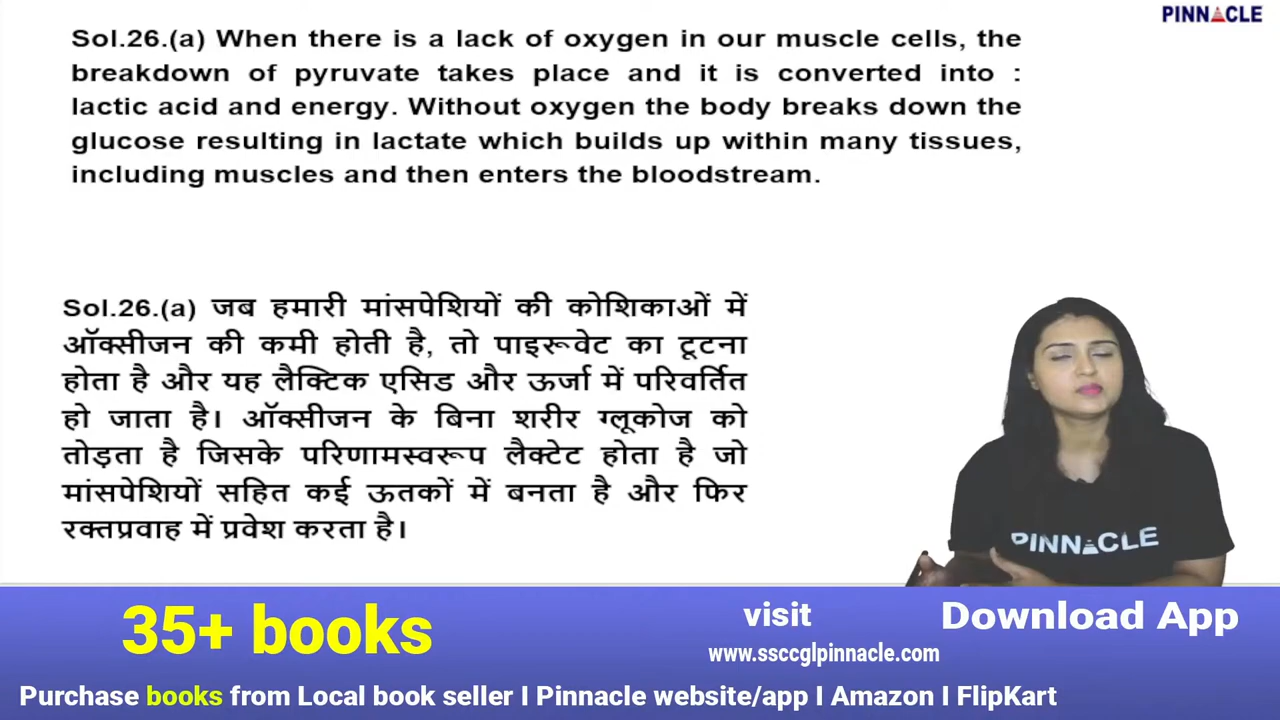 PINNACLE
Sol.26.(a) When there is a lack of oxygen in our muscle cells, the
breakdown of pyruvate takes place and it is converted into :
lactic acid and energy. Without oxygen the body breaks down the
glucose resulting in lactate which builds up within many tissues,
including muscles and then enters the bloodstream.
Sol.26.(a) जब हमारी मांसपेशियों की कोशिकाओं में
ऑक्सीजन की कमी होती है, तो पाइरूवेट का टूटना
होता है और यह लैक्टिक एसिड और ऊर्जा में परिवर्तित
हो जाता है। ऑक्सीजन के बिना शरीर ग्लूकोज को
तोड़ता है जिसके परिणामस्वरूप लैक्टेट होता है जो
मांसपेशियों सहित कई ऊतकों में बनता है और फिर
रक्तप्रवाह में प्रवेश करता है।
PINNACLE
35+ books
visit
www.ssccglpinnacle.com
Download App
Purchase books from Local book seller I Pinnacle website/app I Amazon I FlipKart